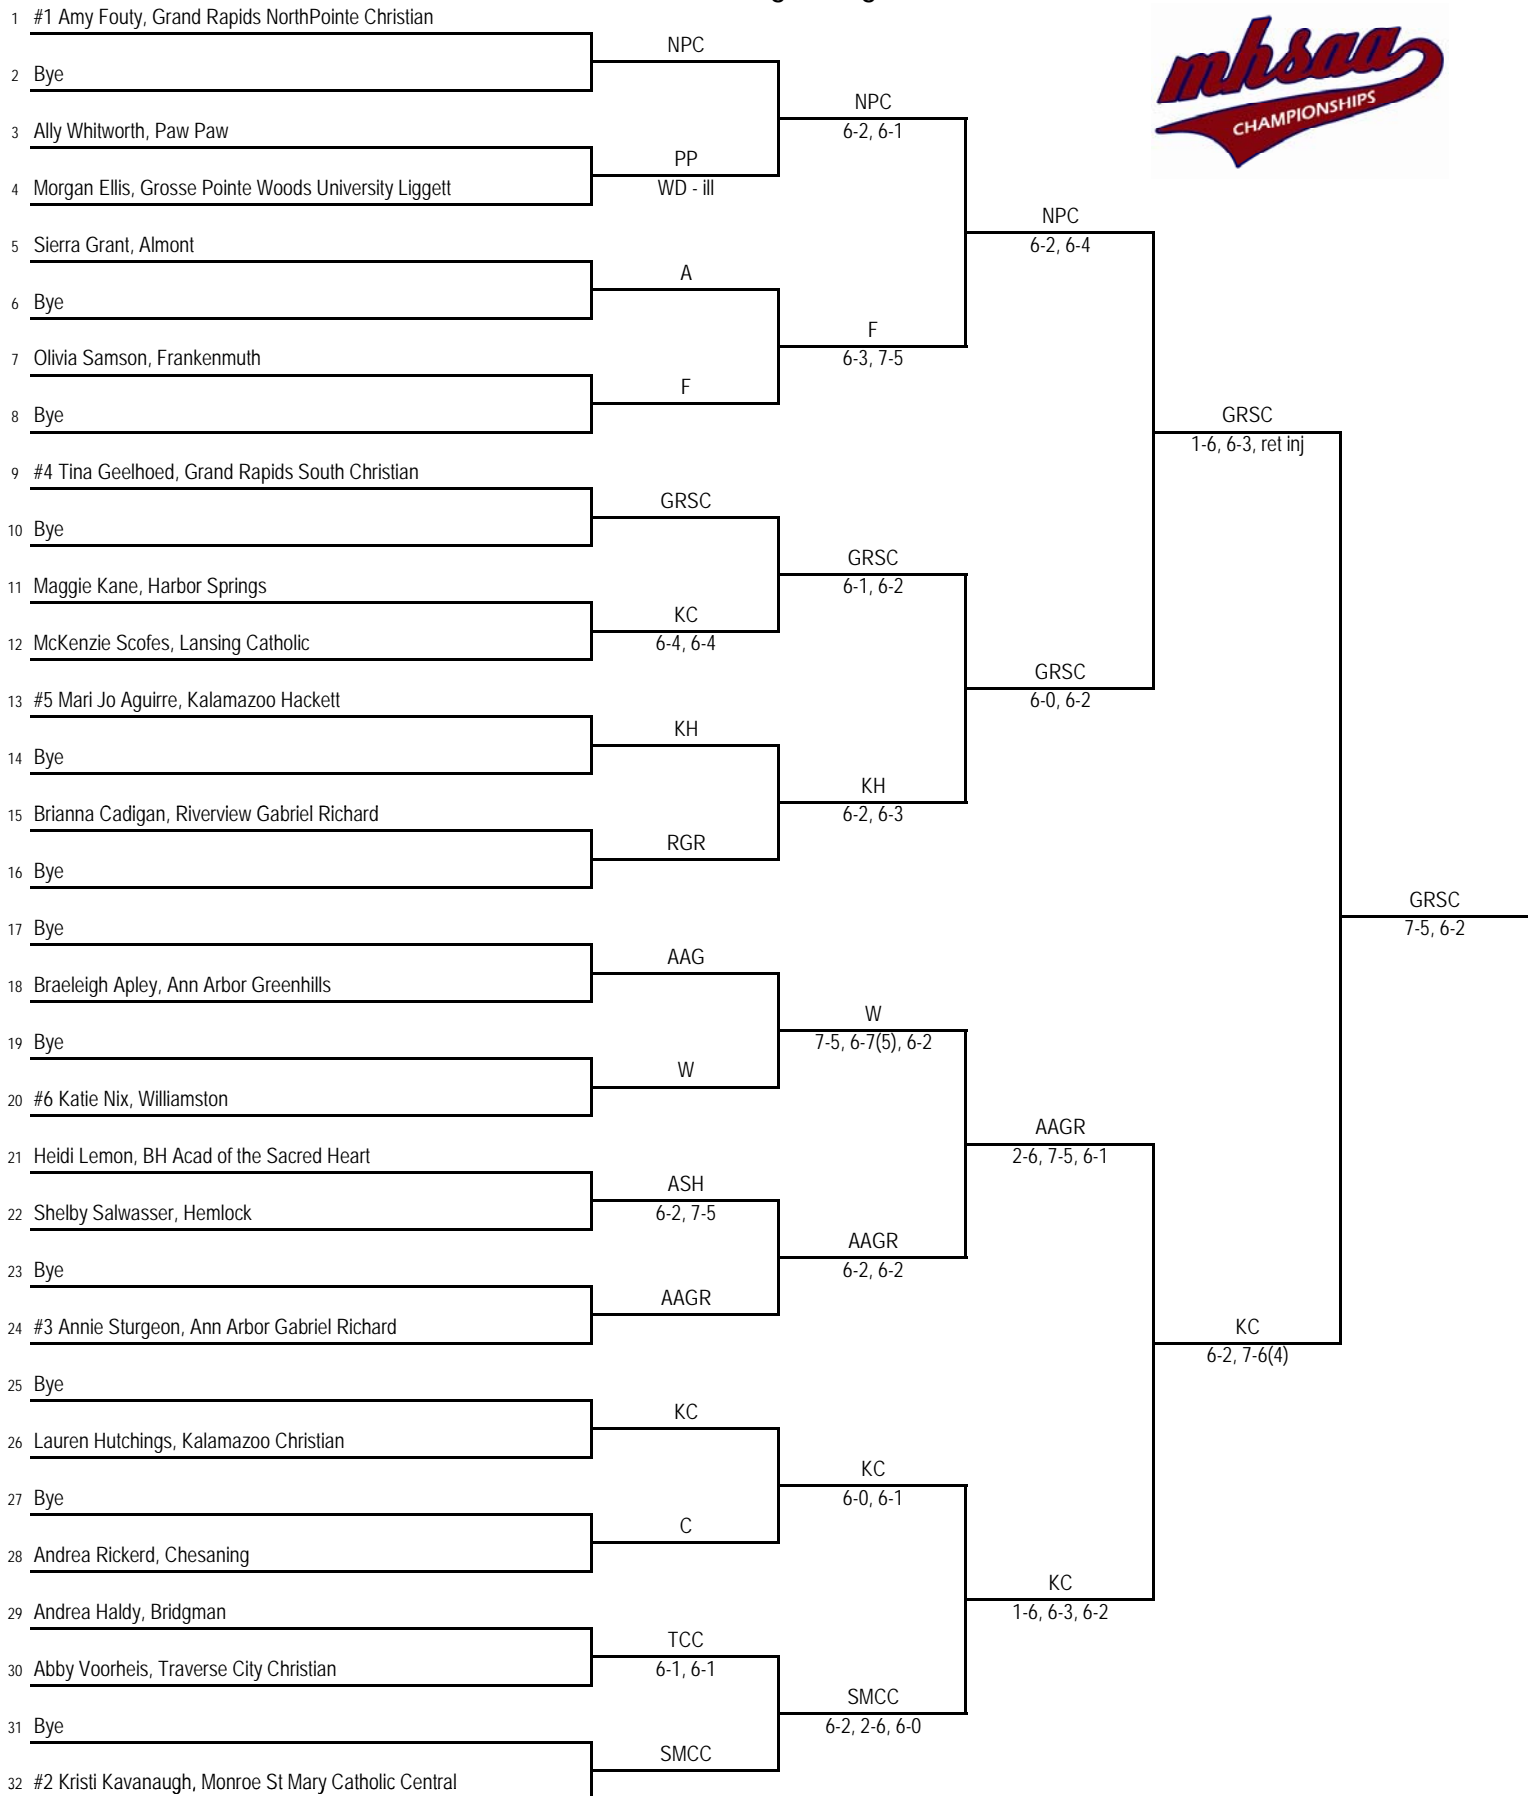 1 #1 Amy Fouty, Grand Rapids NorthPointe Christian
NPC
2 Bye
NPC
6-2, 6-1
3 Ally Whitworth, Paw Paw
PP
WD - ill
4 Morgan Ellis, Grosse Pointe Woods University Liggett
NPC
6-2, 6-4
5 Sierra Grant, Almont
A
6 Bye
F
6-3, 7-5
7 Olivia Samson, Frankenmuth
F
8 Bye
GRSC
1-6, 6-3, ret inj
9 #4 Tina Geelhoed, Grand Rapids South Christian
GRSC
10 Bye
GRSC
6-1, 6-2
11 Maggie Kane, Harbor Springs
KC
6-4, 6-4
12 McKenzie Scofes, Lansing Catholic
GRSC
6-0, 6-2
13 #5 Mari Jo Aguirre, Kalamazoo Hackett
KH
14 Bye
KH
6-2, 6-3
15 Brianna Cadigan, Riverview Gabriel Richard
RGR
16 Bye
GRSC
7-5, 6-2
17 Bye
AAG
18 Braeleigh Apley, Ann Arbor Greenhills
W
7-5, 6-7(5), 6-2
19 Bye
W
20 #6 Katie Nix, Williamston
AAGR
2-6, 7-5, 6-1
21 Heidi Lemon, BH Acad of the Sacred Heart
ASH
6-2, 7-5
22 Shelby Salwasser, Hemlock
AAGR
6-2, 6-2
23 Bye
AAGR
24 #3 Annie Sturgeon, Ann Arbor Gabriel Richard
KC
6-2, 7-6(4)
25 Bye
KC
26 Lauren Hutchings, Kalamazoo Christian
KC
6-0, 6-1
27 Bye
C
28 Andrea Rickerd, Chesaning
KC
1-6, 6-3, 6-2
29 Andrea Haldy, Bridgman
TCC
6-1, 6-1
30 Abby Voorheis, Traverse City Christian
SMCC
6-2, 2-6, 6-0
31 Bye
SMCC
32 #2 Kristi Kavanaugh, Monroe St Mary Catholic Central
mhsaa
CHAMPIONSHIPS